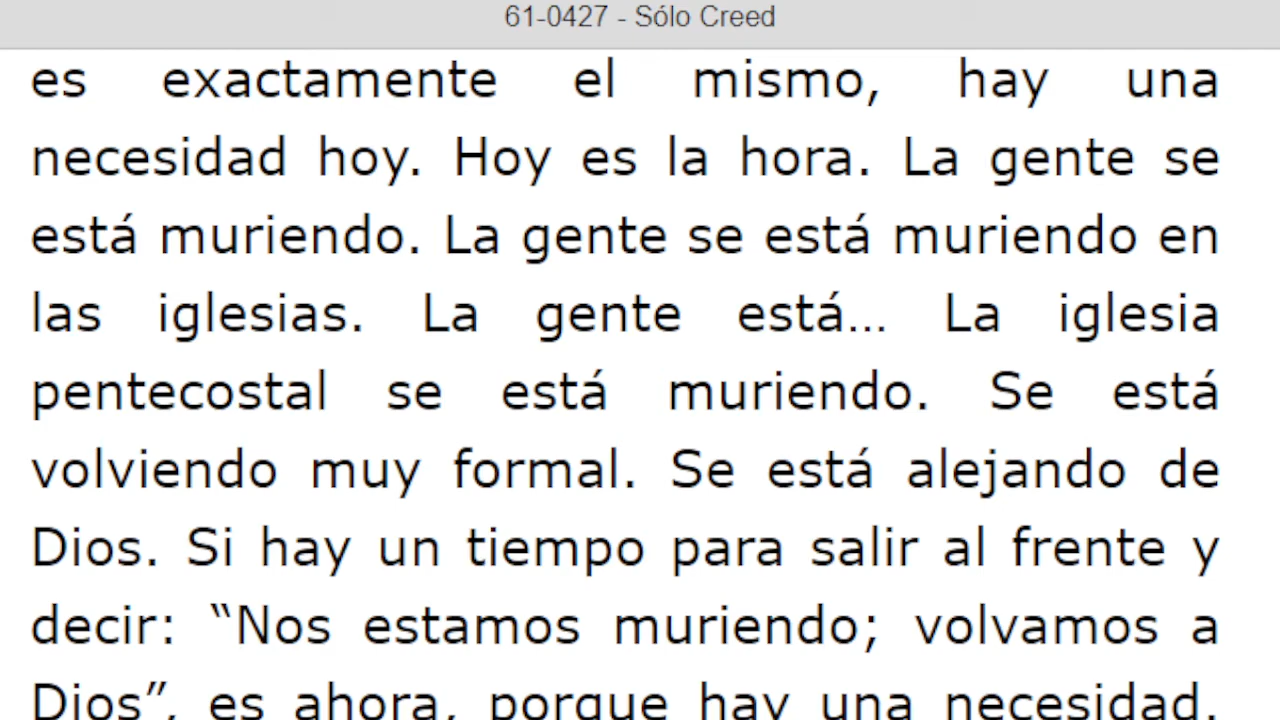 61-0427 - Sólo Creed
es exactamente el mismo, hay una
necesidad hoy. Hoy es la hora. La gente se
está muriendo. La gente se está muriendo en
las iglesias. La gente está... La iglesia
pentecostal se está muriendo. Se está
volviendo muy formal. Se está alejando de
Dios. Si hay un tiempo para salir al frente y
decir: “Nos estamos muriendo; volvamos a
Dios”, es ahora, porque hay una necesidad.